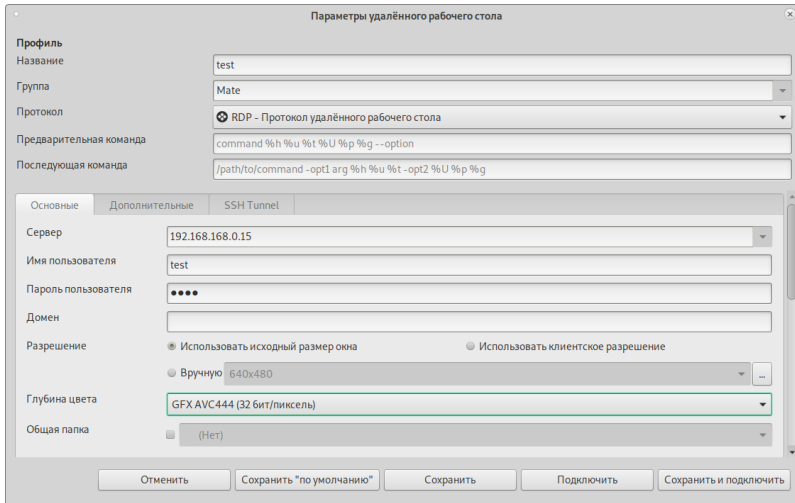 Параметры удалённого рабочего стола
Профиль
Название test
Группа Mate
Протокол RDP - Протокол удалённого рабочего стола
Предварительная команда command %h %u %t %U %p %g --option
Последующая команда /path/to/command -opt1 arg %h %u %t -opt2 %U %p %g
Основные Дополнительные SSH Tunnel
Сервер 192.168.168.0.15
Имя пользователя test
Пароль пользователя ●●●●
Домен
Разрешение Использовать исходный размер окна Использовать клиентское разрешение
Вручную 640x480 ...
Глубина цвета GFX AVC444 (32 бит/пиксель)
Общая папка (Нет)
Отменить Сохранить "по умолчанию" Сохранить Подключить Сохранить и подключить